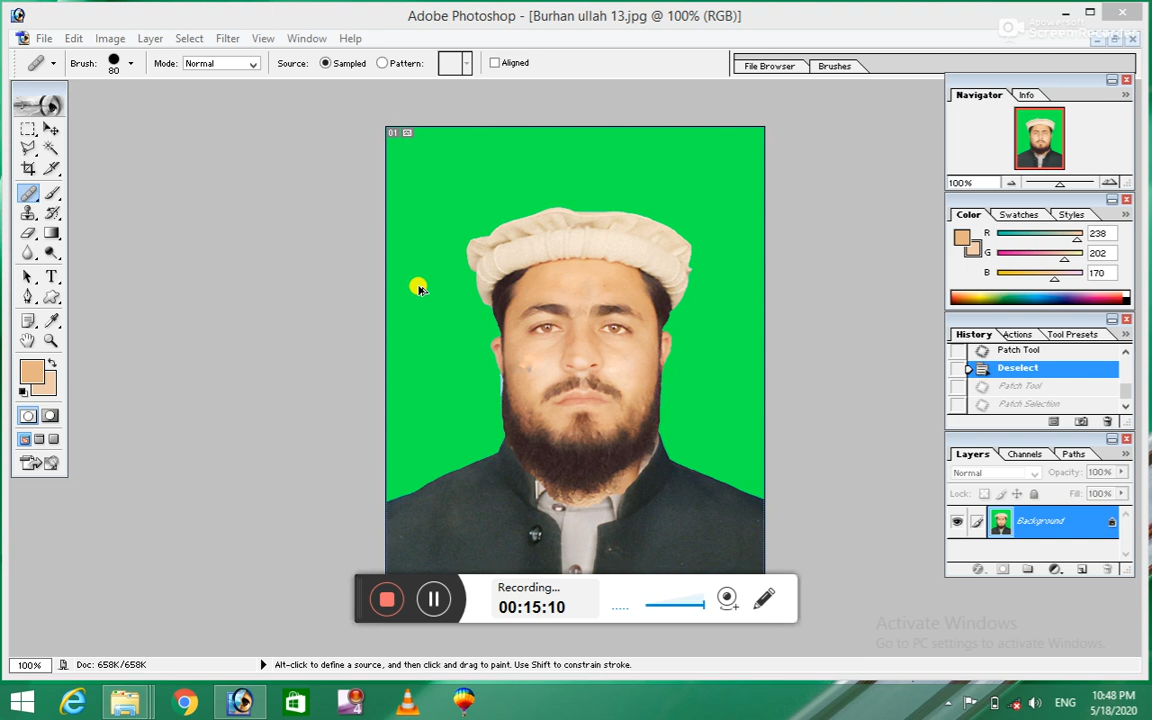 Adobe Photoshop - [Burhan ullah 13.jpg @ 100% (RGB)]
Apowersoft
Screen Recorder
File Edit Image Layer Select Filter View Window Help
Brush: 80 Mode: Normal Source: Sampled Pattern: Aligned
File Browser Brushes
Navigator Info
01
100%
Color Swatches Styles
R 238
G 202
B 170
History Actions Tool Presets
Patch Tool
Deselect
Patch Tool
Patch Selection
Layers Channels Paths
Normal Opacity: 100%
Lock: Fill: 100%
Background
T
Recording...
00:15:10
Activate Windows
Go to PC settings to activate Windows.
100% Doc: 658K/658K Alt-click to define a source, and then click and drag to paint. Use Shift to constrain stroke.
4
ENG
10:48 PM
5/18/2020